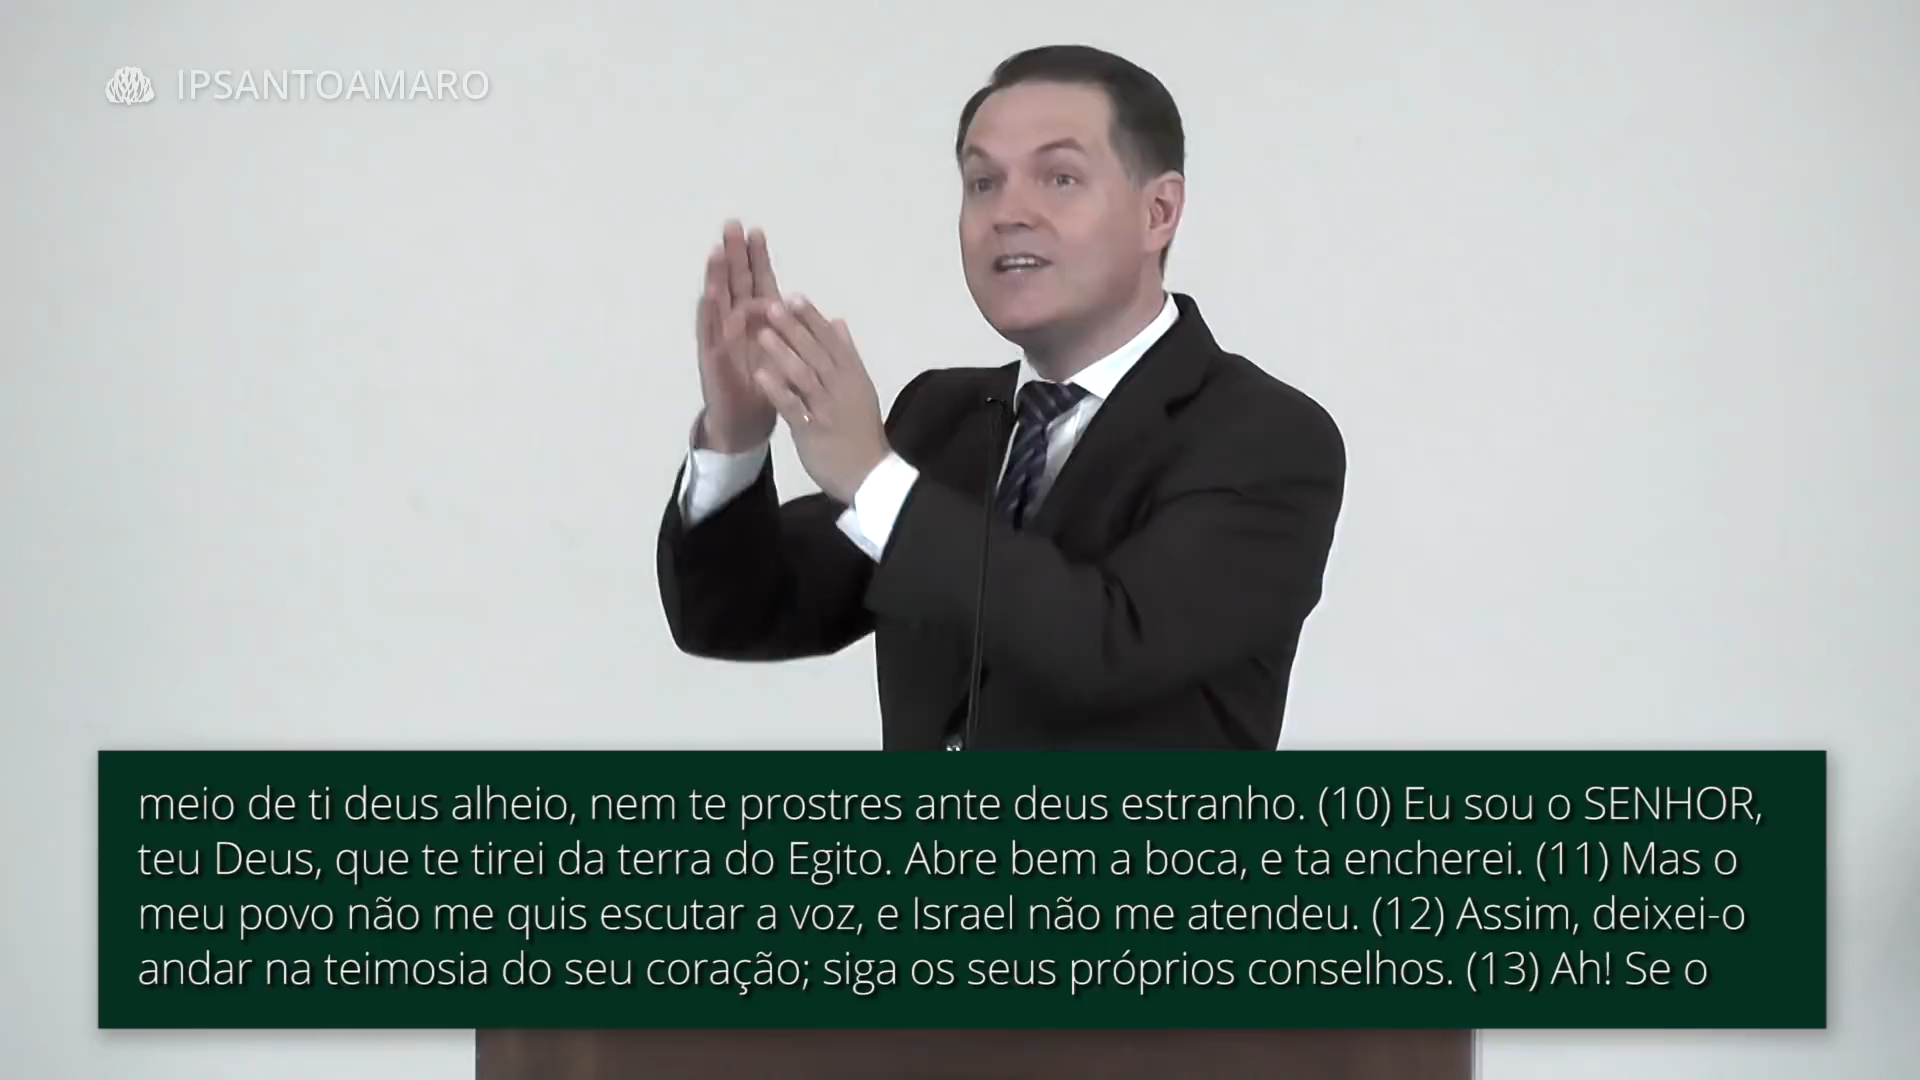 IPSANTOAMARO
meio de ti deus alheio, nem te prostres ante deus estranho. (10) Eu sou o SENHOR,
teu Deus, que te tirei da terra do Egito. Abre bem a boca, e ta encherei. (11) Mas o
meu povo não me quis escutar a voz, e Israel não me atendeu. (12) Assim, deixei-o
andar na teimosia do seu coração; siga os seus próprios conselhos. (13) Ah! Se o